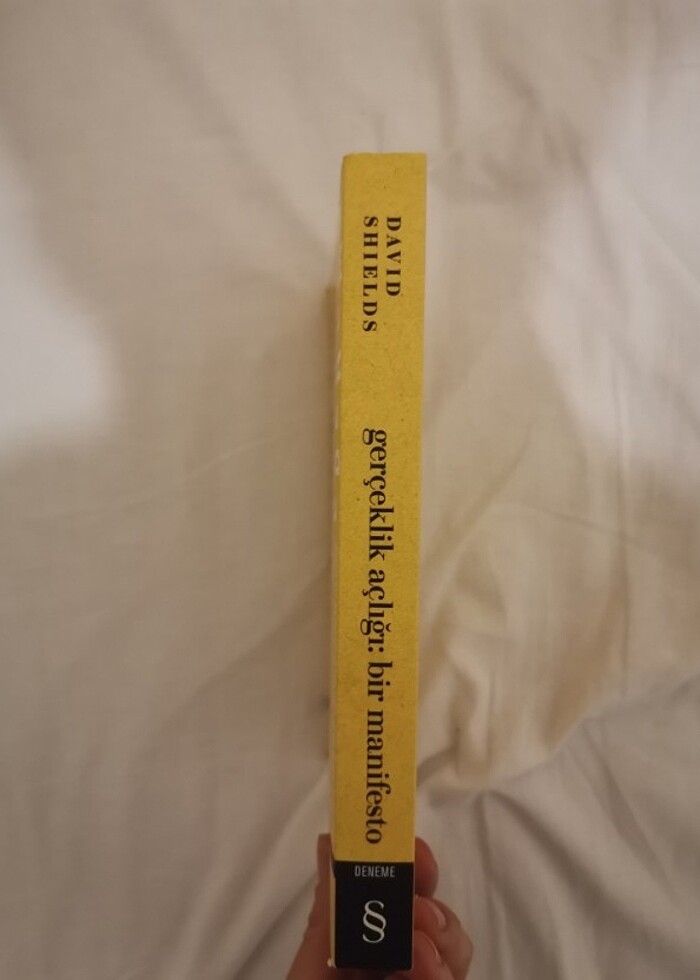 DAVID
SHIELDS
gerçeklik açlığı: bir manifesto
DENEME